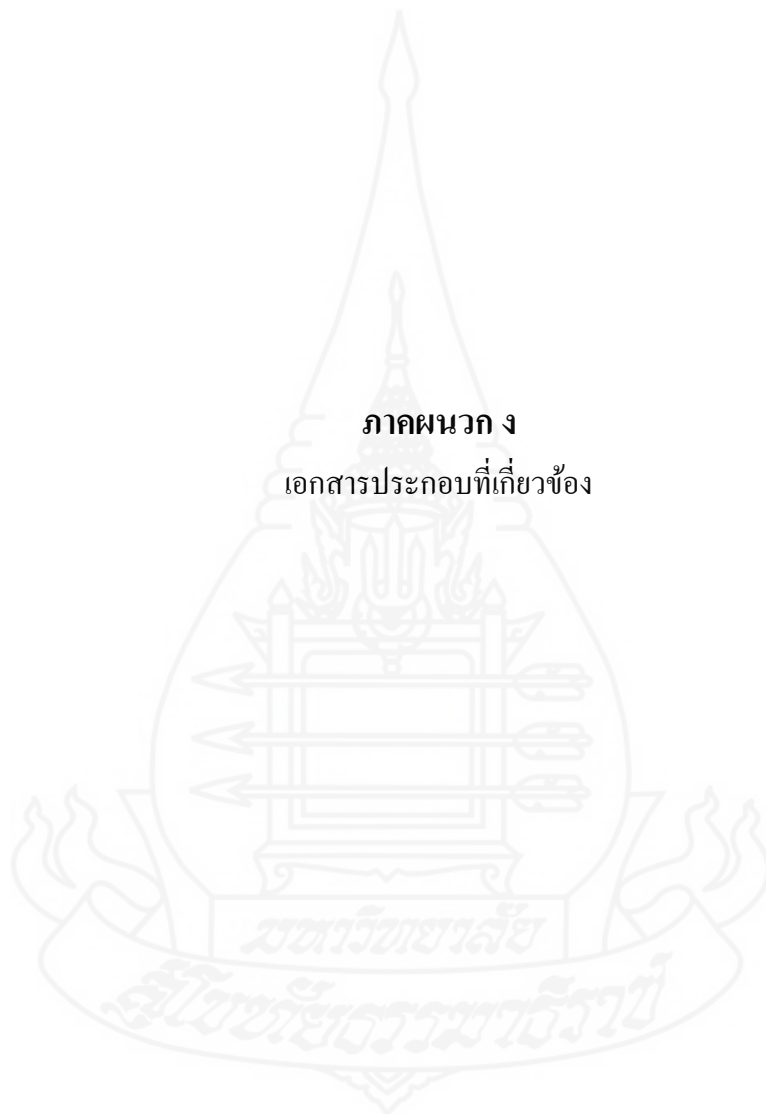 ภาคผนวก ง
เอกสารประกอบที่เกี่ยวข้อง
มหาวิทยาลัย
สุโขทัยธรรมาธิราช